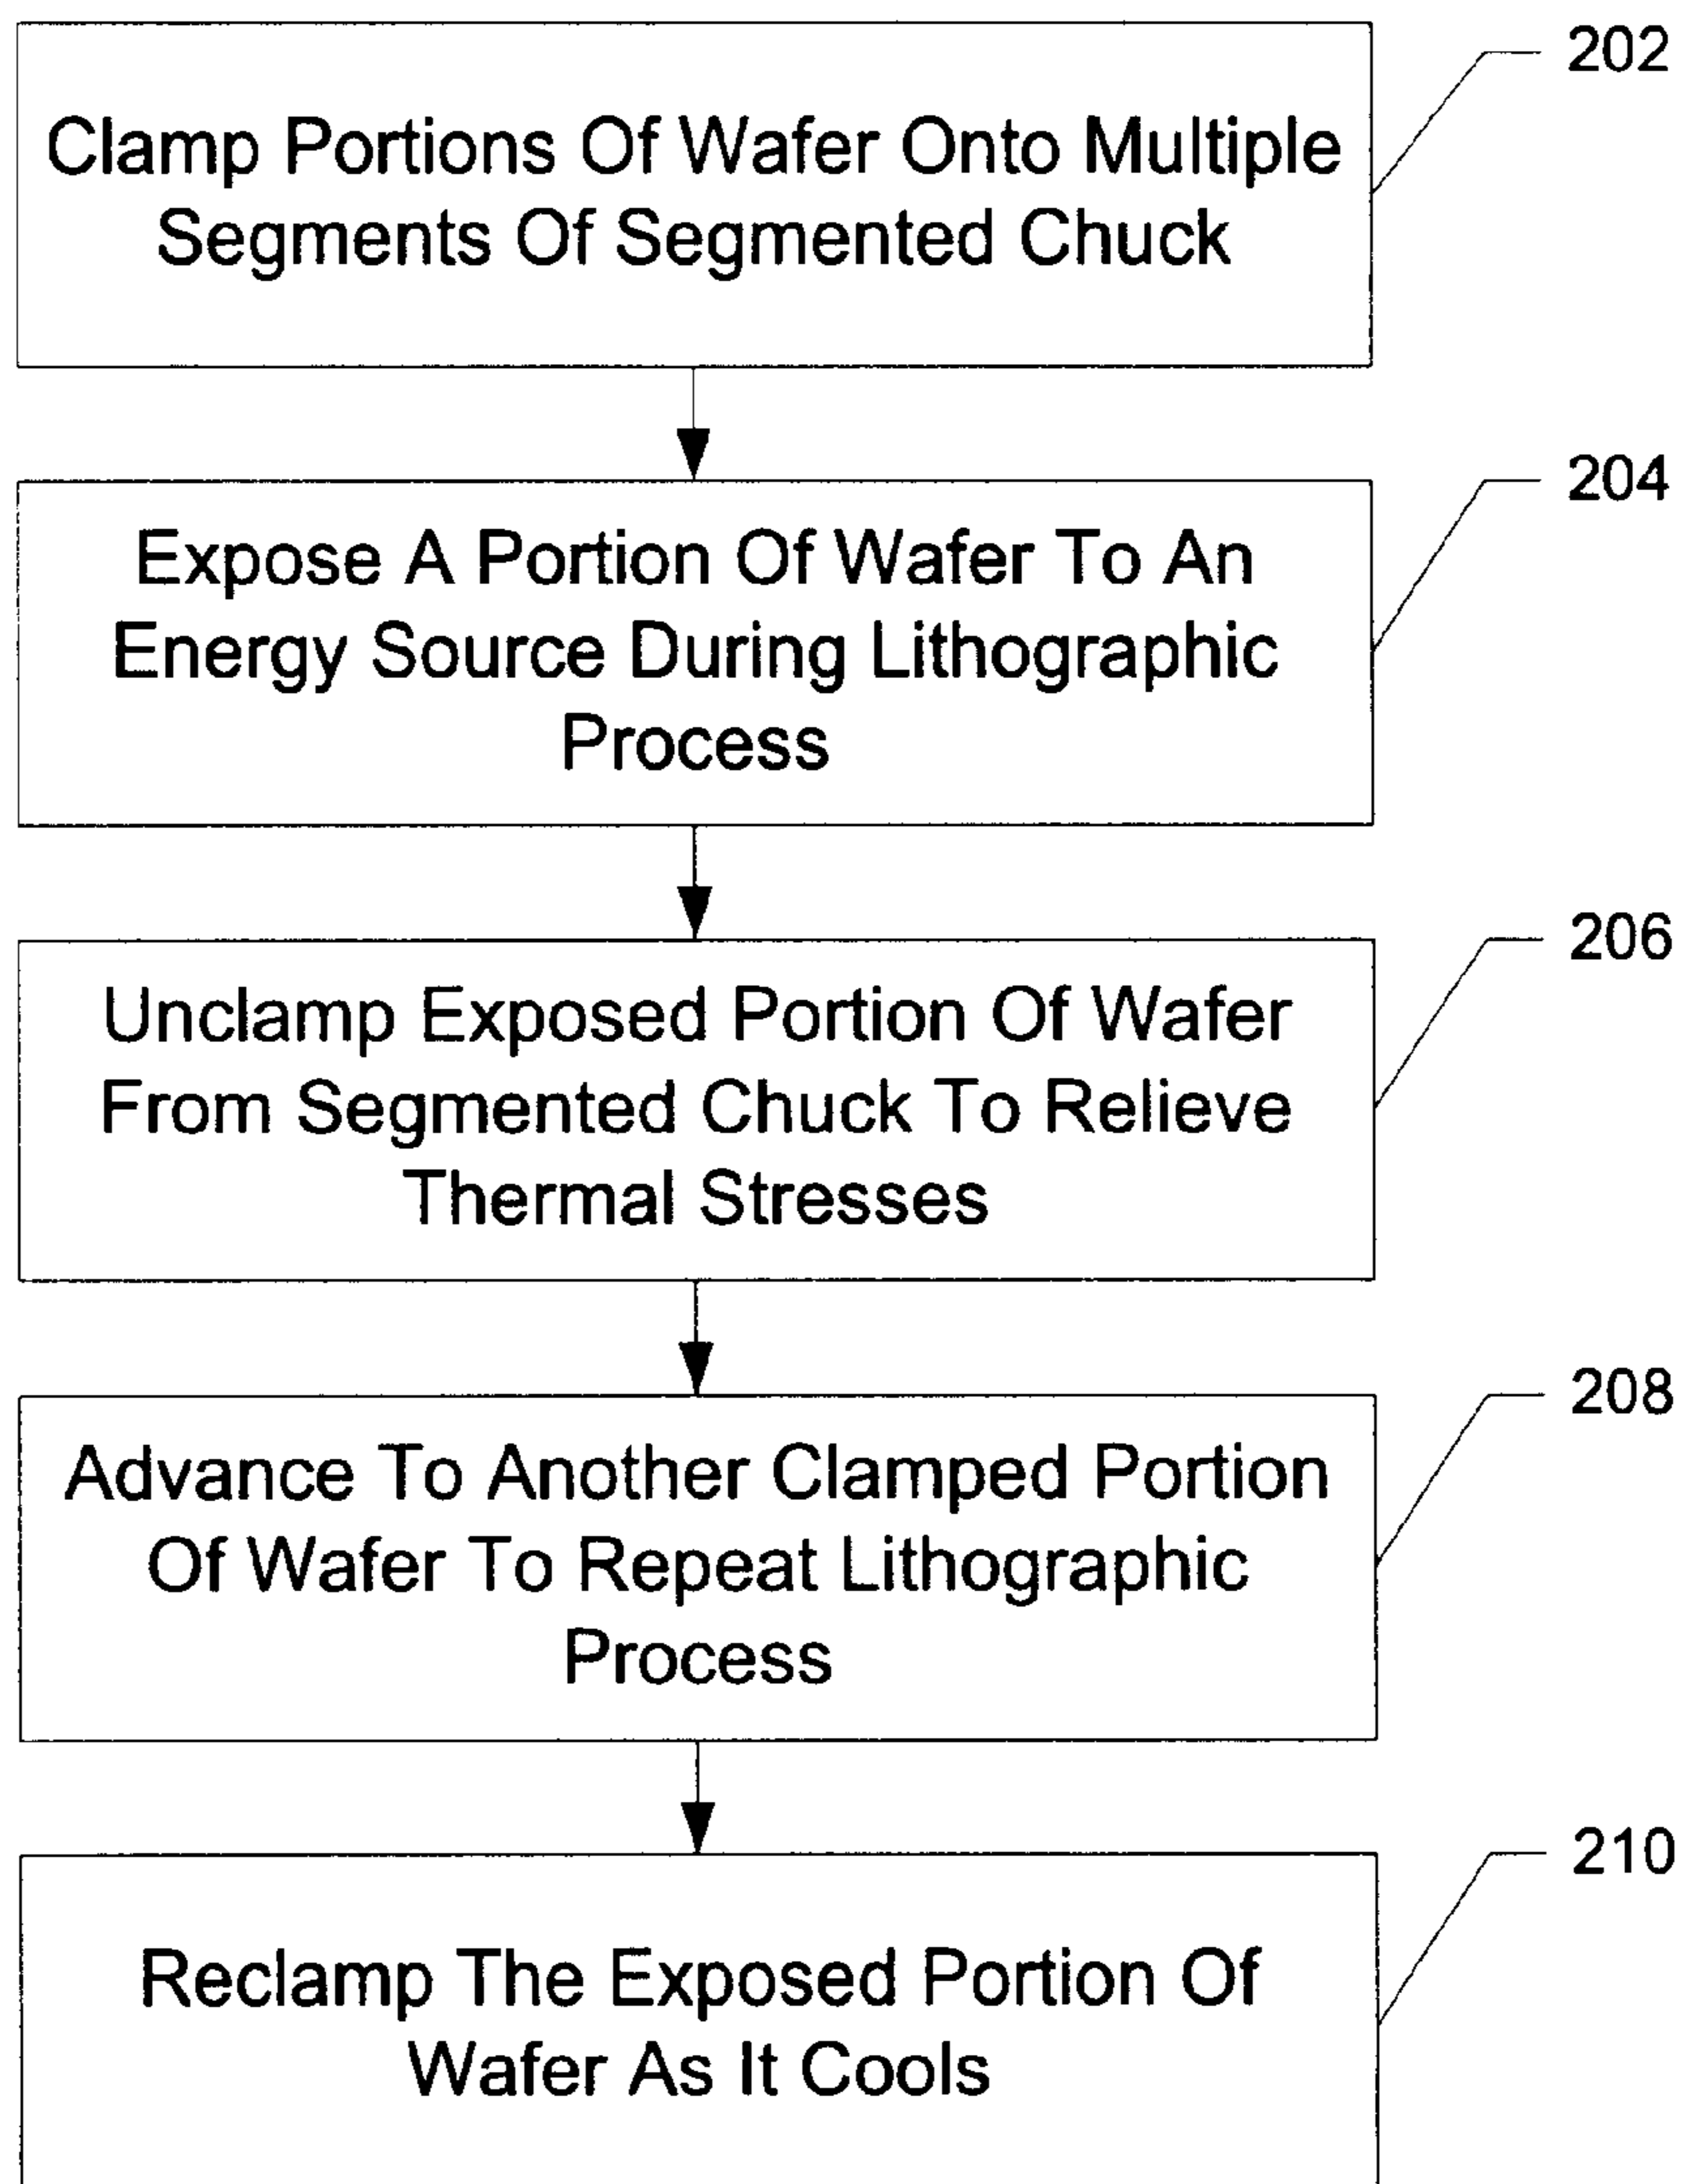 202
Clamp Portions Of Wafer Onto Multiple
Segments Of Segmented Chuck
204
Expose A Portion Of Wafer To An
Energy Source During Lithographic
Process
206
Unclamp Exposed Portion Of Wafer
From Segmented Chuck To Relieve
Thermal Stresses
208
Advance To Another Clamped Portion
Of Wafer To Repeat Lithographic
Process
210
Reclamp The Exposed Portion Of
Wafer As It Cools